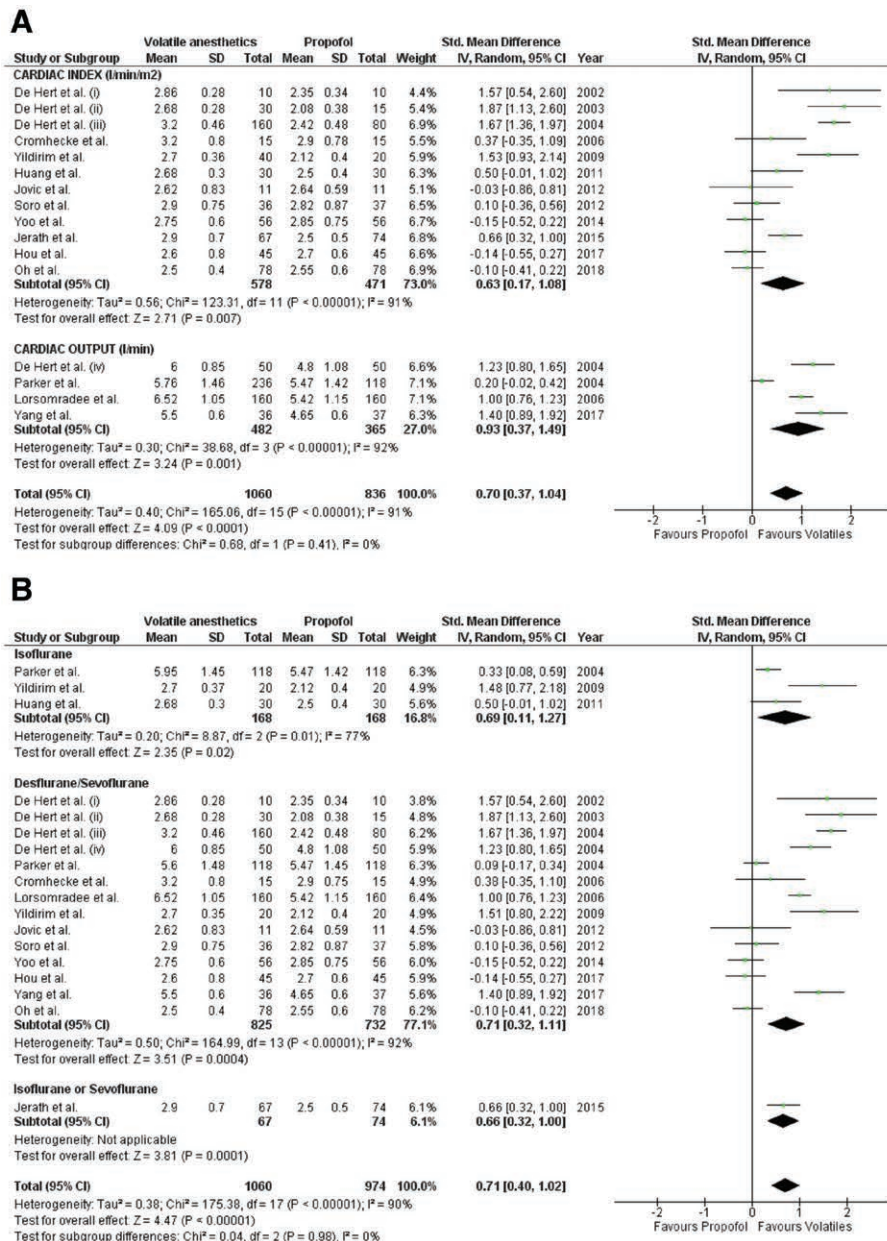 A
Volatile anesthetics Propofol Std. Mean Difference Std. Mean Difference
Study or Subgroup Mean SD Total Mean SD Total Weight IV, Random, 95% CI Year IV, Random, 95% CI
CARDIAC INDEX (l/min/m2)
De Hert et al. (i) 2.86 0.28 10 2.35 0.34 10 4.4% 1.57 [0.54, 2.60] 2002
De Hert et al. (ii) 2.68 0.28 30 2.08 0.38 15 5.8% 1.87 [1.13, 2.60] 2003
De Hert et al. (iii) 3.2 0.46 160 2.42 0.48 80 6.9% 1.67 [1.36, 1.97] 2004
Cromhecke et al. 3.2 0.8 15 2.9 0.78 15 5.8% 0.37 [-0.35, 1.09] 2006
Yildirim et al. 2.7 0.36 40 2.12 0.4 20 6.1% 1.53 [0.93, 2.14] 2009
Huang et al. 2.68 0.3 30 2.5 0.4 30 6.3% 0.50 [-0.01, 1.02] 2011
Jovic et al. 2.62 0.83 11 2.64 0.59 11 5.4% -0.03 [-0.86, 0.81] 2012
Soro et al. 2.9 0.75 36 2.82 0.87 37 6.5% 0.10 [-0.36, 0.56] 2012
Yoo et al. 2.75 0.6 56 2.85 0.75 56 6.7% -0.15 [-0.52, 0.22] 2014
Jerath et al. 2.9 0.7 67 2.5 0.5 74 6.8% 0.66 [0.32, 1.00] 2015
Hou et al. 2.6 0.8 45 2.7 0.6 45 6.6% -0.14 [-0.55, 0.27] 2017
Oh et al. 2.5 0.4 78 2.55 0.6 78 6.9% -0.10 [-0.41, 0.22] 2018
Subtotal (95% CI) 578 471 73.0% 0.63 [0.17, 1.08]
Heterogeneity: Tau² = 0.56; Chi² = 123.31, df = 11 (P < 0.00001); I² = 91%
Test for overall effect: Z = 2.71 (P = 0.007)
CARDIAC OUTPUT (l/min)
De Hert et al. (iv) 6 0.85 50 4.8 1.08 50 6.6% 1.23 [0.80, 1.65] 2004
Parker et al. 5.76 1.46 236 5.47 1.42 118 7.1% 0.20 [-0.02, 0.42] 2004
Lorsomradee et al. 6.52 1.05 160 5.42 1.15 160 7.1% 1.00 [0.76, 1.23] 2006
Yang et al. 5.5 0.6 36 4.65 0.6 37 6.3% 1.40 [0.89, 1.92] 2017
Subtotal (95% CI) 482 365 27.0% 0.93 [0.37, 1.49]
Heterogeneity: Tau² = 0.30; Chi² = 38.68, df = 3 (P < 0.00001); I² = 92%
Test for overall effect: Z = 3.24 (P = 0.001)
Total (95% CI) 1060 836 100.0% 0.70 [0.37, 1.04]
Heterogeneity: Tau² = 0.40; Chi² = 165.06, df = 15 (P < 0.00001); I² = 91%
Test for overall effect: Z = 4.09 (P < 0.0001)
Test for subgroup differences: Chi² = 0.68, df = 1 (P = 0.41), I² = 0%
-2 -1 0 1 2
Favours Propofol Favours Volatiles
B
Volatile anesthetics Propofol Std. Mean Difference Std. Mean Difference
Study or Subgroup Mean SD Total Mean SD Total Weight IV, Random, 95% CI Year IV, Random, 95% CI
Isoflurane
Parker et al. 5.95 1.45 118 5.47 1.42 118 6.3% 0.33 [0.08, 0.59] 2004
Yildirim et al. 2.7 0.37 20 2.12 0.4 20 4.9% 1.48 [0.77, 2.18] 2009
Huang et al. 2.68 0.3 30 2.5 0.4 30 5.6% 0.50 [-0.01, 1.02] 2011
Subtotal (95% CI) 168 168 16.8% 0.69 [0.11, 1.27]
Heterogeneity: Tau² = 0.20; Chi² = 8.87, df = 2 (P = 0.01); I² = 77%
Test for overall effect: Z = 2.35 (P = 0.02)
Desflurane/Sevoflurane
De Hert et al. (i) 2.86 0.28 10 2.35 0.34 10 3.8% 1.57 [0.54, 2.60] 2002
De Hert et al. (ii) 2.68 0.28 30 2.08 0.38 15 4.8% 1.87 [1.13, 2.60] 2003
De Hert et al. (iii) 3.2 0.46 160 2.42 0.48 80 6.2% 1.67 [1.36, 1.97] 2004
De Hert et al. (iv) 6 0.85 50 4.8 1.08 50 5.9% 1.23 [0.80, 1.65] 2004
Parker et al. 5.6 1.48 118 5.47 1.45 118 6.3% 0.09 [-0.17, 0.34] 2004
Cromhecke et al. 3.2 0.8 15 2.9 0.75 15 4.9% 0.38 [-0.35, 1.10] 2006
Lorsomradee et al. 6.52 1.05 160 5.42 1.15 160 6.4% 1.00 [0.76, 1.23] 2006
Yildirim et al. 2.7 0.35 20 2.12 0.4 20 4.9% 1.51 [0.80, 2.22] 2009
Jovic et al. 2.62 0.83 11 2.64 0.59 11 4.5% -0.03 [-0.86, 0.81] 2012
Soro et al. 2.9 0.75 36 2.82 0.87 37 5.8% 0.10 [-0.36, 0.56] 2012
Yoo et al. 2.75 0.6 56 2.85 0.75 56 6.0% -0.15 [-0.52, 0.22] 2014
Hou et al. 2.6 0.8 45 2.7 0.6 45 5.9% -0.14 [-0.55, 0.27] 2017
Yang et al. 5.5 0.6 36 4.65 0.6 37 5.6% 1.40 [0.89, 1.92] 2017
Oh et al. 2.5 0.4 78 2.55 0.6 78 6.2% -0.10 [-0.41, 0.22] 2018
Subtotal (95% CI) 825 732 77.1% 0.71 [0.32, 1.11]
Heterogeneity: Tau² = 0.50; Chi² = 164.99, df = 13 (P < 0.00001); I² = 92%
Test for overall effect: Z = 3.51 (P = 0.0004)
Isoflurane or Sevoflurane
Jerath et al. 2.9 0.7 67 2.5 0.5 74 6.1% 0.66 [0.32, 1.00] 2015
Subtotal (95% CI) 67 74 6.1% 0.66 [0.32, 1.00]
Heterogeneity: Not applicable
Test for overall effect: Z = 3.81 (P = 0.0001)
Total (95% CI) 1060 974 100.0% 0.71 [0.40, 1.02]
Heterogeneity: Tau² = 0.38; Chi² = 175.38, df = 17 (P < 0.00001); I² = 90%
Test for overall effect: Z = 4.47 (P < 0.00001)
Test for subgroup differences: Chi² = 0.04, df = 2 (P = 0.98), I² = 0%
-2 -1 0 1 2
Favours Propofol Favours Volatiles